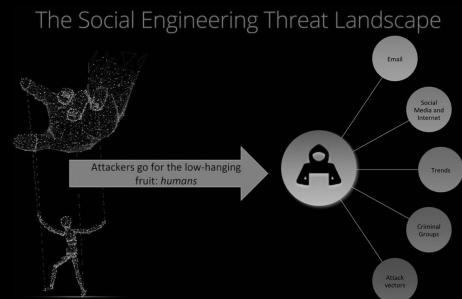 The Social Engineering Threat Landscape
Attackers go for the low-hanging
fruit: humans
Email
Social
Media and
Internet
Trends
Criminal
Groups
Attack
vectors